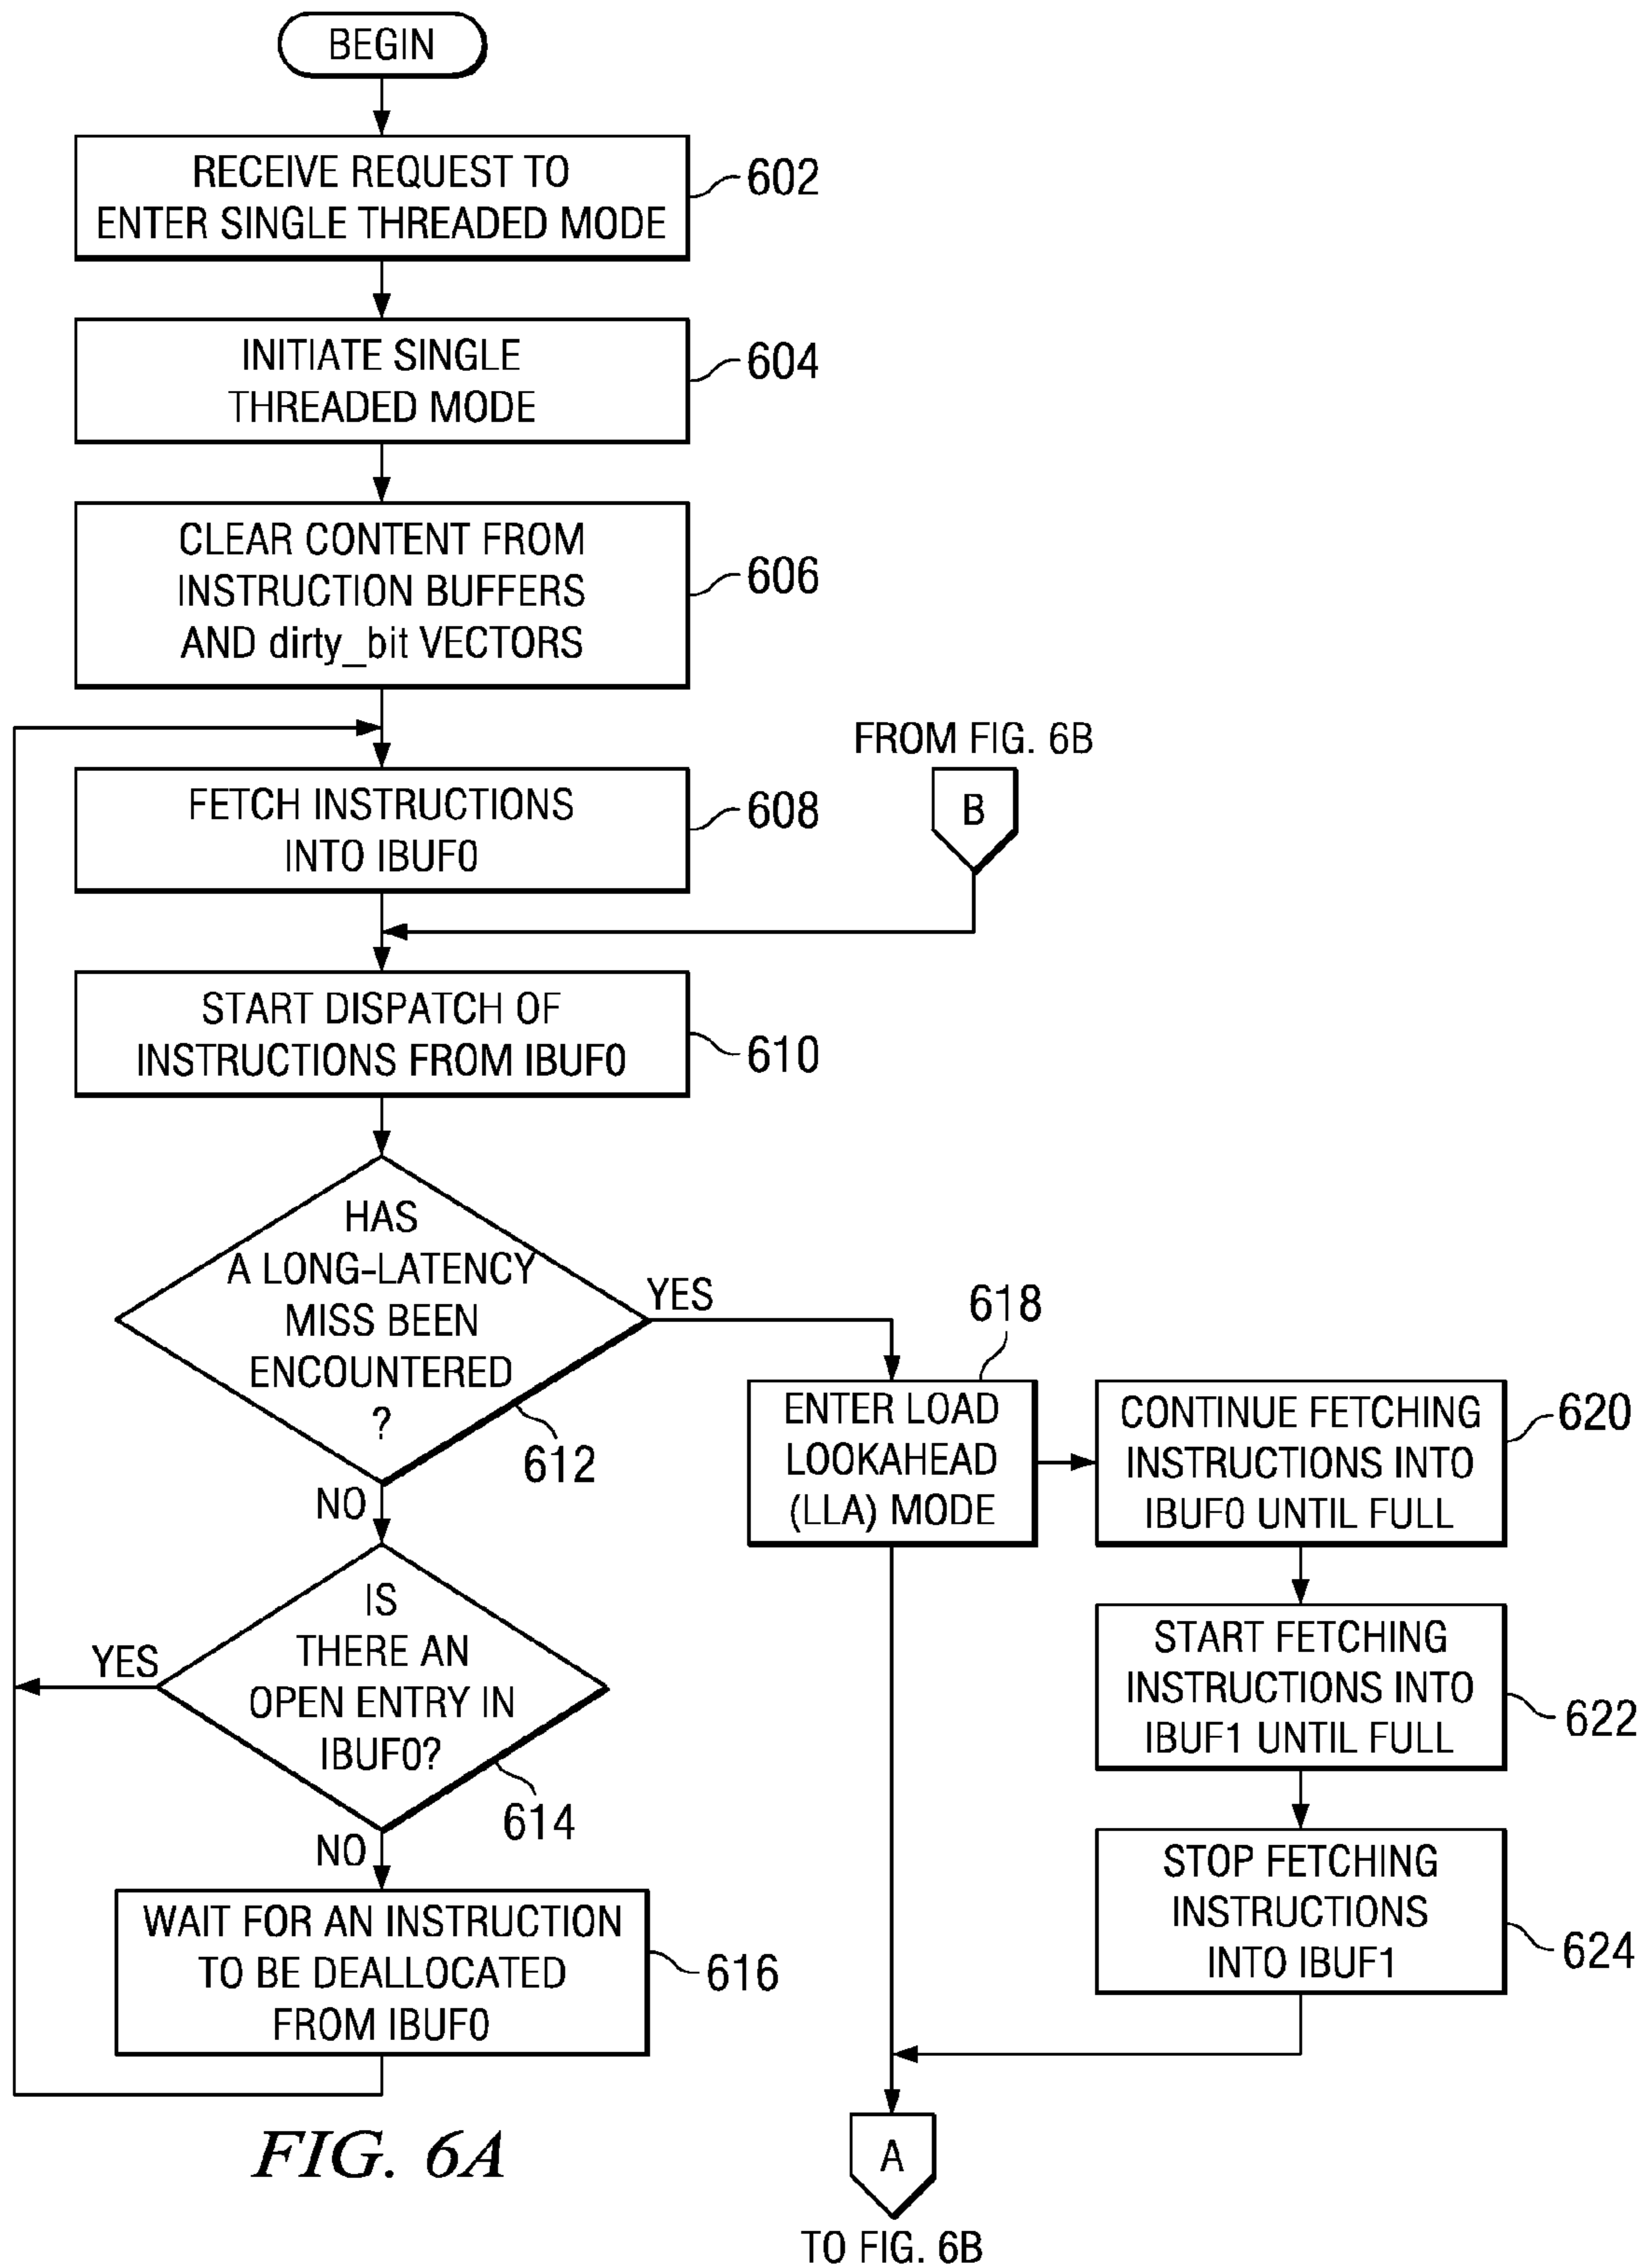 BEGIN
RECEIVE REQUEST TO
ENTER SINGLE THREADED MODE
602
INITIATE SINGLE
THREADED MODE
604
CLEAR CONTENT FROM
INSTRUCTION BUFFERS
AND dirty_bit VECTORS
606
FROM FIG. 6B
B
FETCH INSTRUCTIONS
INTO IBUF0
608
START DISPATCH OF
INSTRUCTIONS FROM IBUF0
610
HAS
A LONG-LATENCY
MISS BEEN
ENCOUNTERED
?
612
YES
NO
618
ENTER LOAD
LOOKAHEAD
(LLA) MODE
CONTINUE FETCHING
INSTRUCTIONS INTO
IBUF0 UNTIL FULL
620
IS
THERE AN
OPEN ENTRY IN
IBUF0?
614
YES
NO
START FETCHING
INSTRUCTIONS INTO
IBUF1 UNTIL FULL
622
WAIT FOR AN INSTRUCTION
TO BE DEALLOCATED
FROM IBUF0
616
STOP FETCHING
INSTRUCTIONS
INTO IBUF1
624
FIG. 6A
A
TO FIG. 6B